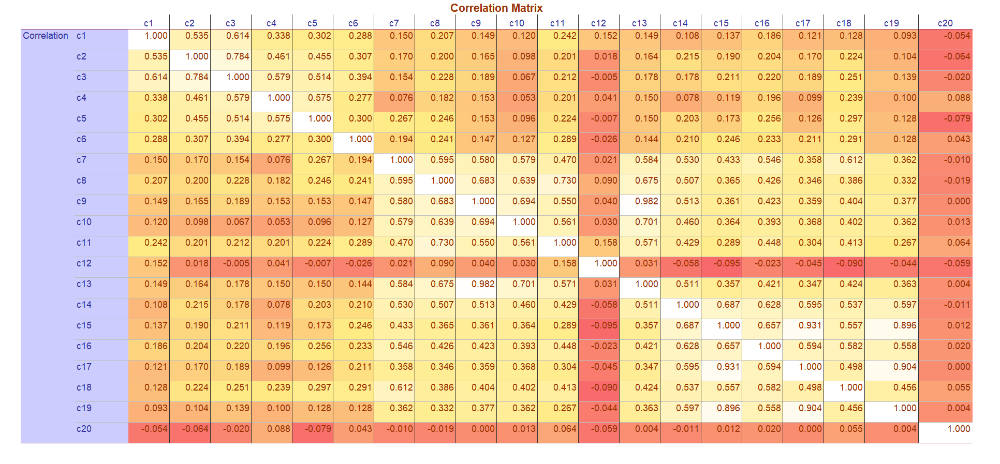 Correlation Matrix
c1 c2 c3 c4 c5 c6 c7 c8 c9 c10 c11 c12 c13 c14 c15 c16 c17 c18 c19 c20
Correlation c1 1.000 0.535 0.614 0.338 0.302 0.288 0.150 0.207 0.149 0.120 0.242 0.152 0.149 0.108 0.137 0.186 0.121 0.128 0.093 -0.054
c2 0.535 1.000 0.784 0.461 0.455 0.307 0.170 0.200 0.165 0.098 0.201 0.018 0.164 0.215 0.190 0.204 0.170 0.224 0.104 -0.064
c3 0.614 0.784 1.000 0.579 0.514 0.394 0.154 0.228 0.189 0.067 0.212 -0.005 0.178 0.178 0.211 0.220 0.189 0.251 0.139 -0.020
c4 0.338 0.461 0.579 1.000 0.575 0.277 0.076 0.182 0.153 0.053 0.201 0.041 0.150 0.078 0.119 0.196 0.099 0.239 0.100 0.088
c5 0.302 0.455 0.514 0.575 1.000 0.300 0.267 0.246 0.153 0.096 0.224 -0.007 0.150 0.203 0.173 0.256 0.126 0.297 0.128 -0.079
c6 0.288 0.307 0.394 0.277 0.300 1.000 0.194 0.241 0.147 0.127 0.289 -0.026 0.144 0.210 0.246 0.233 0.211 0.291 0.128 0.043
c7 0.150 0.170 0.154 0.076 0.267 0.194 1.000 0.595 0.580 0.579 0.470 0.021 0.584 0.530 0.433 0.546 0.358 0.612 0.362 -0.010
c8 0.207 0.200 0.228 0.182 0.246 0.241 0.595 1.000 0.683 0.639 0.730 0.090 0.675 0.507 0.365 0.426 0.346 0.386 0.332 -0.019
c9 0.149 0.165 0.189 0.153 0.153 0.147 0.580 0.683 1.000 0.694 0.550 0.040 0.982 0.513 0.361 0.423 0.359 0.404 0.377 0.000
c10 0.120 0.098 0.067 0.053 0.096 0.127 0.579 0.639 0.694 1.000 0.561 0.030 0.701 0.460 0.364 0.393 0.368 0.402 0.362 0.013
c11 0.242 0.201 0.212 0.201 0.224 0.289 0.470 0.730 0.550 0.561 1.000 0.158 0.571 0.429 0.289 0.448 0.304 0.413 0.267 0.064
c12 0.152 0.018 -0.005 0.041 -0.007 -0.026 0.021 0.090 0.040 0.030 0.158 1.000 0.031 -0.058 -0.095 -0.023 -0.045 -0.090 -0.044 -0.059
c13 0.149 0.164 0.178 0.150 0.150 0.144 0.584 0.675 0.982 0.701 0.571 0.031 1.000 0.511 0.357 0.421 0.347 0.424 0.363 0.004
c14 0.108 0.215 0.178 0.078 0.203 0.210 0.530 0.507 0.513 0.460 0.429 -0.058 0.511 1.000 0.687 0.628 0.595 0.537 0.597 -0.011
c15 0.137 0.190 0.211 0.119 0.173 0.246 0.433 0.365 0.361 0.364 0.289 -0.095 0.357 0.687 1.000 0.657 0.931 0.557 0.896 0.012
c16 0.186 0.204 0.220 0.196 0.256 0.233 0.546 0.426 0.423 0.393 0.448 -0.023 0.421 0.628 0.657 1.000 0.594 0.582 0.558 0.020
c17 0.121 0.170 0.189 0.099 0.126 0.211 0.358 0.346 0.359 0.368 0.304 -0.045 0.347 0.595 0.931 0.594 1.000 0.498 0.904 0.000
c18 0.128 0.224 0.251 0.239 0.297 0.291 0.612 0.386 0.404 0.402 0.413 -0.090 0.424 0.537 0.557 0.582 0.498 1.000 0.456 0.055
c19 0.093 0.104 0.139 0.100 0.128 0.128 0.362 0.332 0.377 0.362 0.267 -0.044 0.363 0.597 0.896 0.558 0.904 0.456 1.000 0.004
c20 -0.054 -0.064 -0.020 0.088 -0.079 0.043 -0.010 -0.019 0.000 0.013 0.064 -0.059 0.004 -0.011 0.012 0.020 0.000 0.055 0.004 1.000